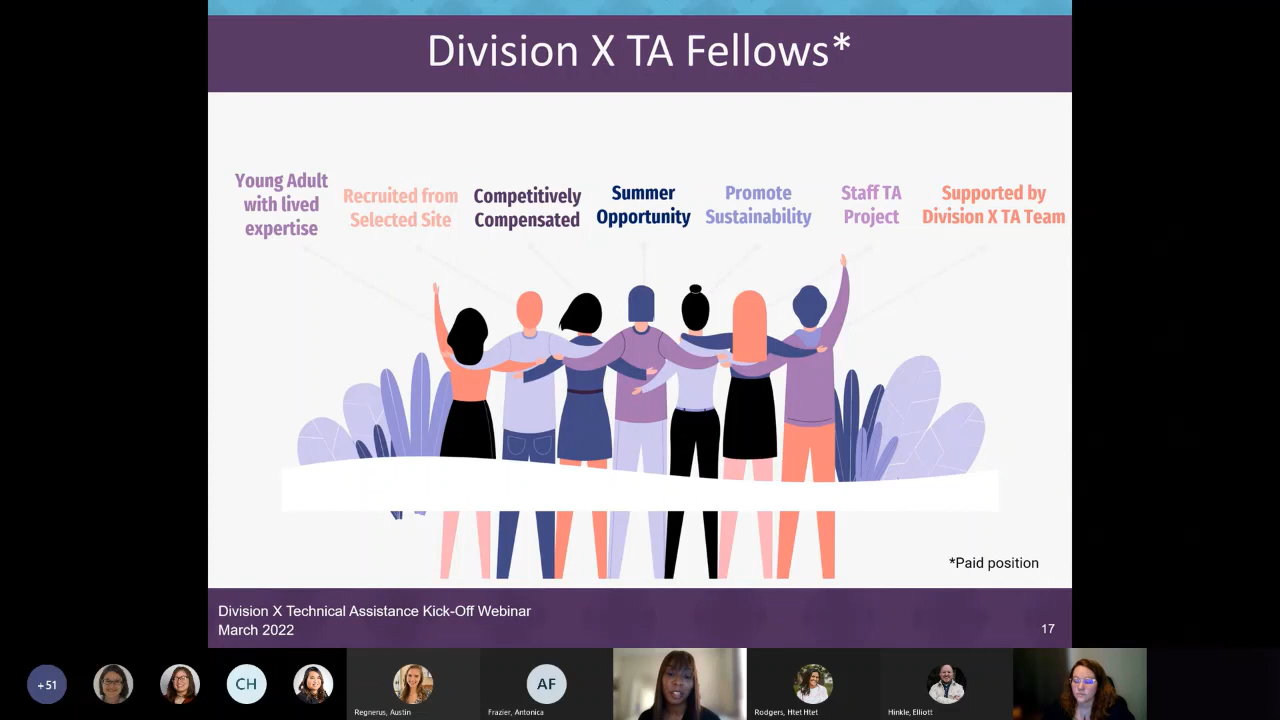 Division X TA Fellows*
Young Adult
with lived
expertise
Recruited from
Selected Site
Competitively
Compensated
Summer
Opportunity
Promote
Sustainability
Staff TA
Project
Supported by
Division X TA Team
*Paid position
Division X Technical Assistance Kick-Off Webinar
March 2022
17
+51
CH
AF
Regnerus, Austin
Frazier, Antonica
Rodgers, Htet Htet
Hinkle, Elliott